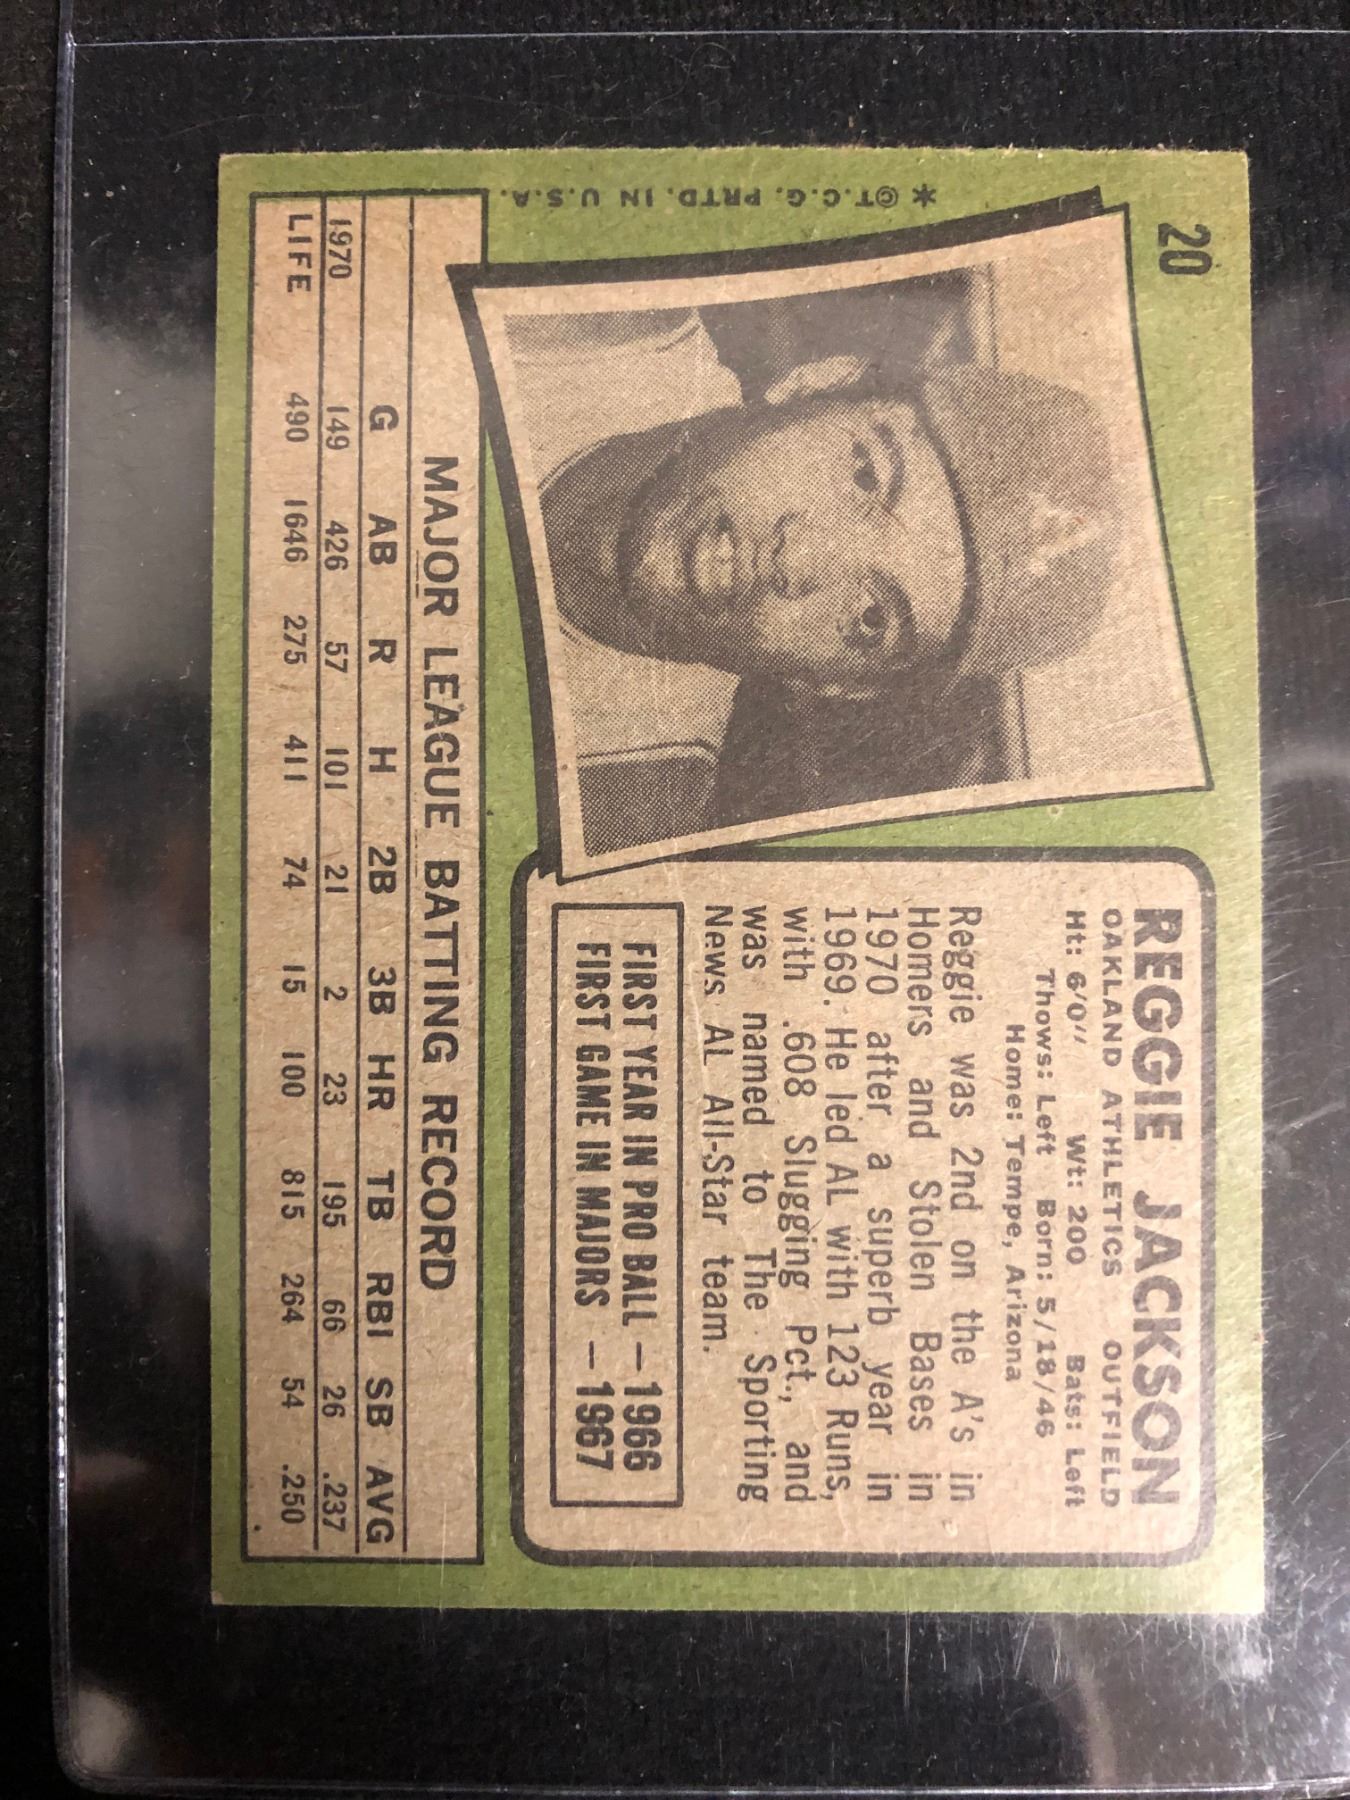 20
* ©T.C.G. PRTD. IN U.S.A.
REGGIE JACKSON
OAKLAND ATHLETICS OUTFIELD
Ht: 6'0" Wt: 200 Bats: Left
Thows: Left Born: 5/18/46
Home: Tempe, Arizona
Reggie was 2nd on the A's in
Homers and Stolen Bases in
1970 after a superb year in
1969. He led AL with 123 Runs,
with .608 Slugging Pct., and
was named to The Sporting
News AL All-Star team.
FIRST YEAR IN PRO BALL — 1966
FIRST GAME IN MAJORS — 1967
MAJOR LEAGUE BATTING RECORD
G AB R H 2B 3B HR TB RBI SB AVG
1970 149 426 57 101 21 2 23 195 66 26 .237
LIFE 490 1646 275 411 74 15 100 815 264 54 .250